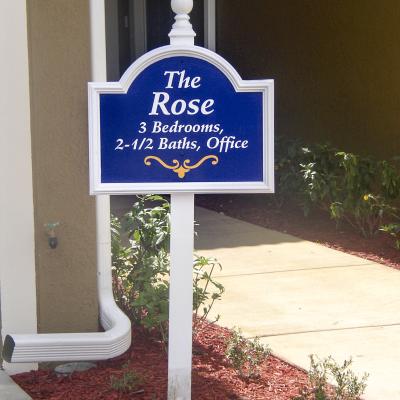 The
Rose
3 Bedrooms,
2-1/2 Baths, Office